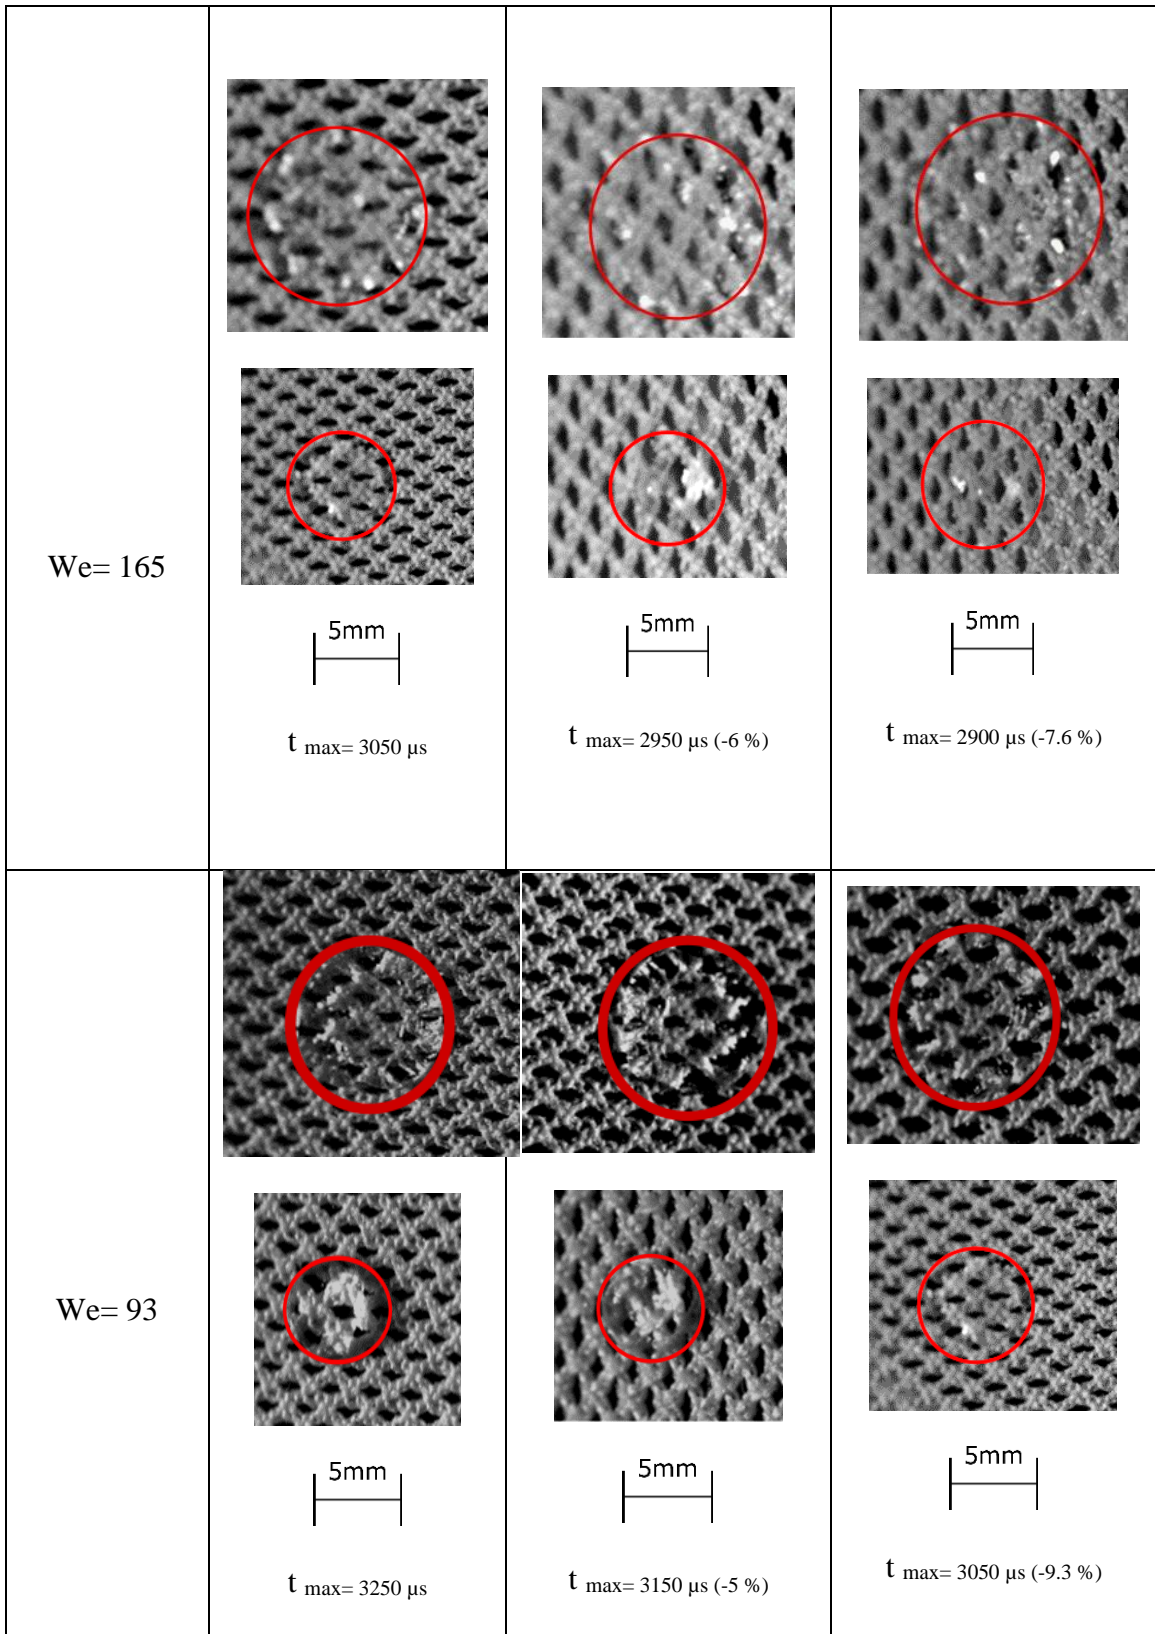 We= 165
5mm
5mm
5mm
t max= 3050 µs
t max= 2950 µs (-6 %)
t max= 2900 µs (-7.6 %)
We= 93
5mm
5mm
5mm
t max= 3250 µs
t max= 3150 µs (-5 %)
t max= 3050 µs (-9.3 %)